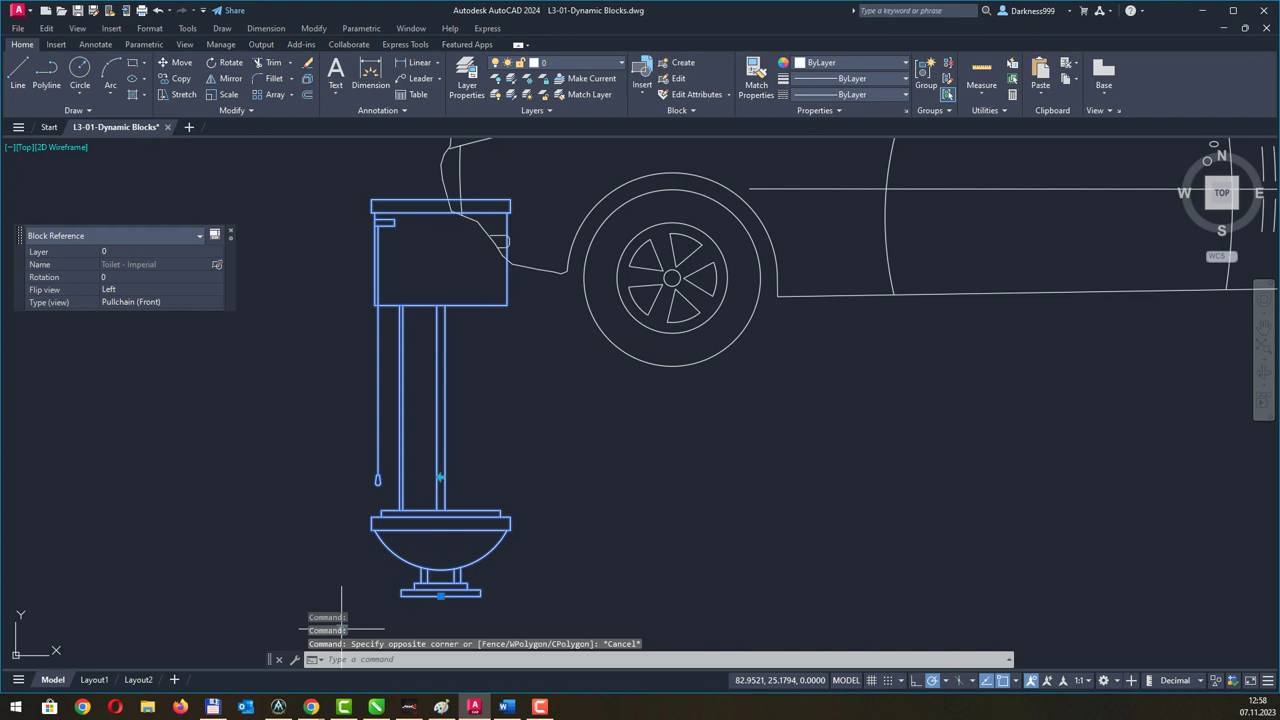 Autodesk AutoCAD 2024 L3-01-Dynamic Blocks.dwg
Share
Type a keyword or phrase
Darkness999
File Edit View Insert Format Tools Draw Dimension Modify Parametric Window Help Express
Home Insert Annotate Parametric View Manage Output Add-ins Collaborate Express Tools Featured Apps
Line Polyline Circle Arc
Move Rotate Trim
Copy Mirror Fillet
Stretch Scale Array
Text Dimension
Linear
Leader
Table
Layer Properties
0
Make Current
Match Layer
Insert
Create
Edit
Edit Attributes
Match Properties
ByLayer
ByLayer
ByLayer
Group
Measure
Paste
Base
Draw Modify Annotation Layers Block Properties Groups Utilities Clipboard View
Start L3-01-Dynamic Blocks*
[−][Top][2D Wireframe]
N
W TOP E
S
WCS
Block Reference
Layer 0
Name Toilet - Imperial
Rotation 0
Flip view Left
Type (view) Pullchain (Front)
Y
X
Command:
Command:
Command: Specify opposite corner or [Fence/WPolygon/CPolygon]: *Cancel*
Type a command
Model Layout1 Layout2
82.9521, 25.1794, 0.0000 MODEL
1:1
Decimal
12:58
07.11.2023